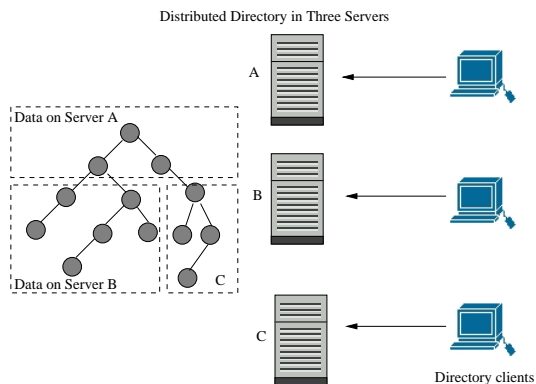 Distributed Directory in Three Servers
A
Data on Server A
B
Data on Server B
C
C
Directory clients